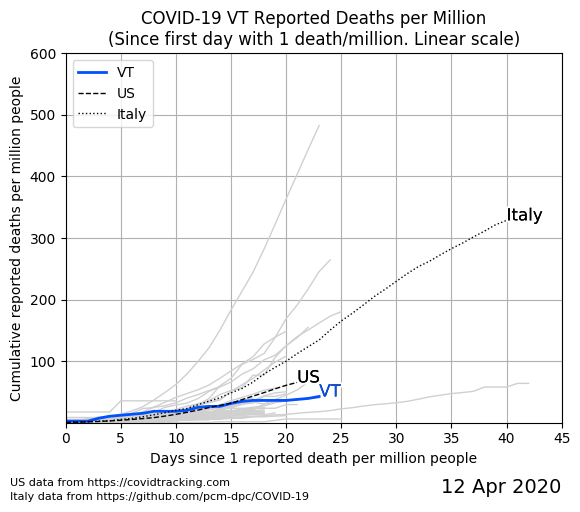 COVID-19 VT Reported Deaths per Million
(Since first day with 1 death/million. Linear scale)
Cumulative reported deaths per million people
600
500
400
300
200
100
VT
US
Italy
Italy
US
VT
0 5 10 15 20 25 30 35 40 45
Days since 1 reported death per million people
US data from https://covidtracking.com
Italy data from https://github.com/pcm-dpc/COVID-19
12 Apr 2020